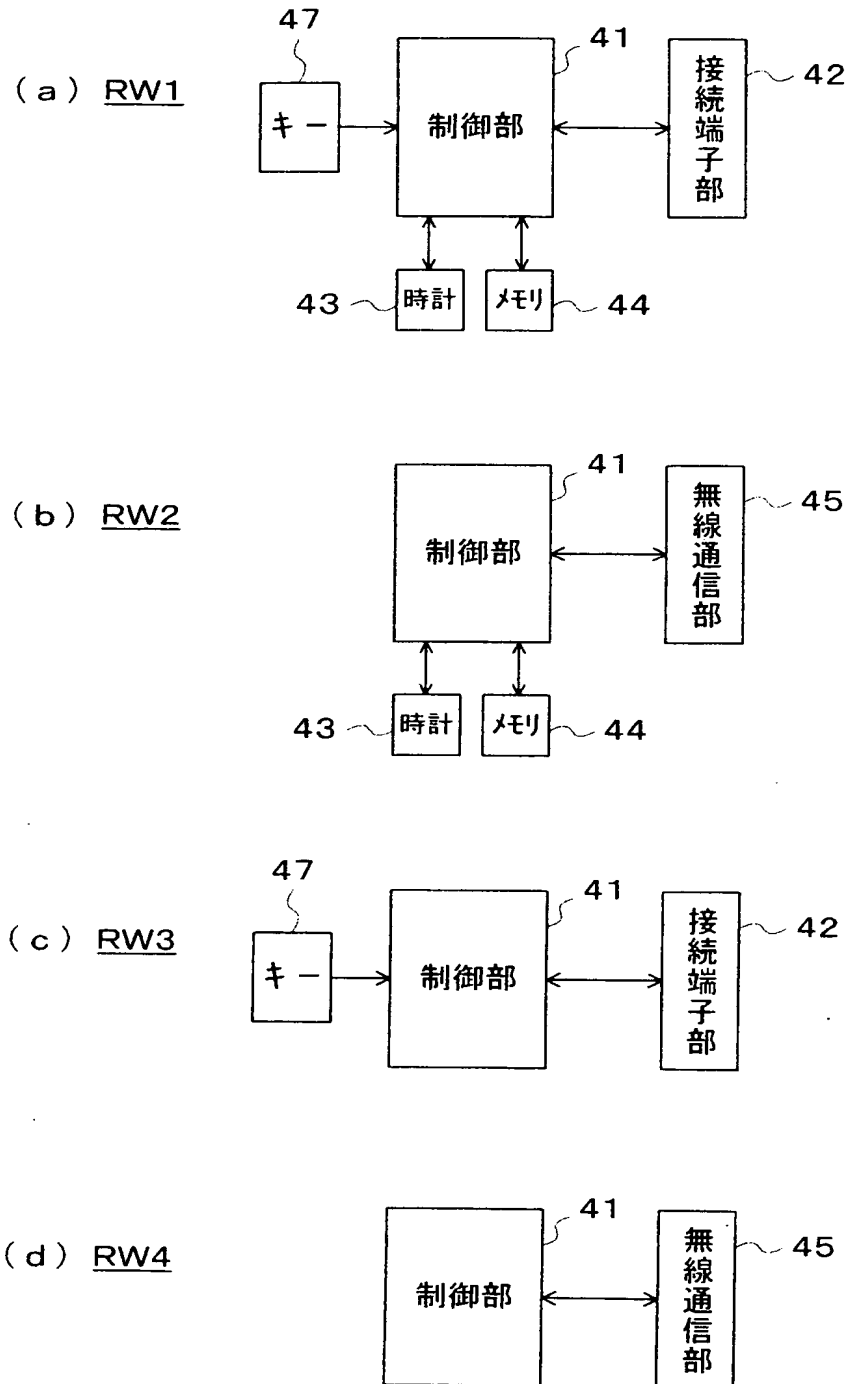 (a) RW1
47
キー
41
制御部
接続端子部
42
43
時計
メモリ
44
(b) RW2
41
制御部
無線通信部
45
43
時計
メモリ
44
(c) RW3
47
キー
41
制御部
接続端子部
42
(d) RW4
41
制御部
無線通信部
45